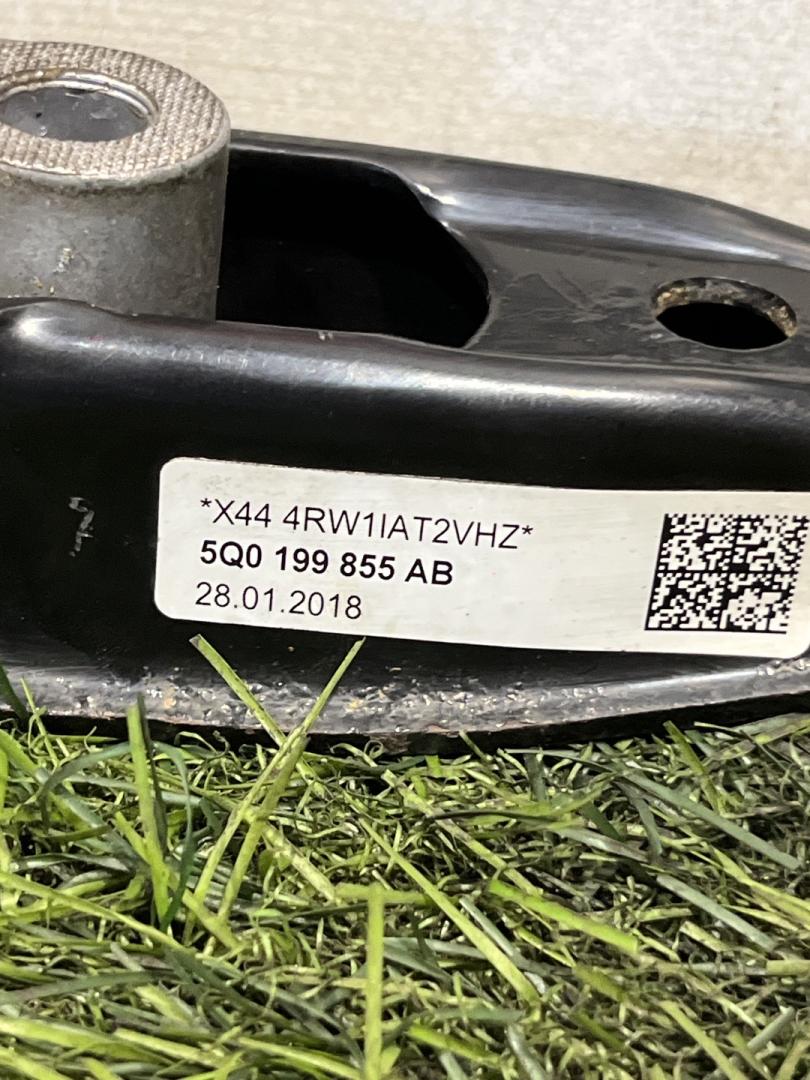 *X44 4RW1IAT2VHZ*
5Q0 199 855 AB
28.01.2018